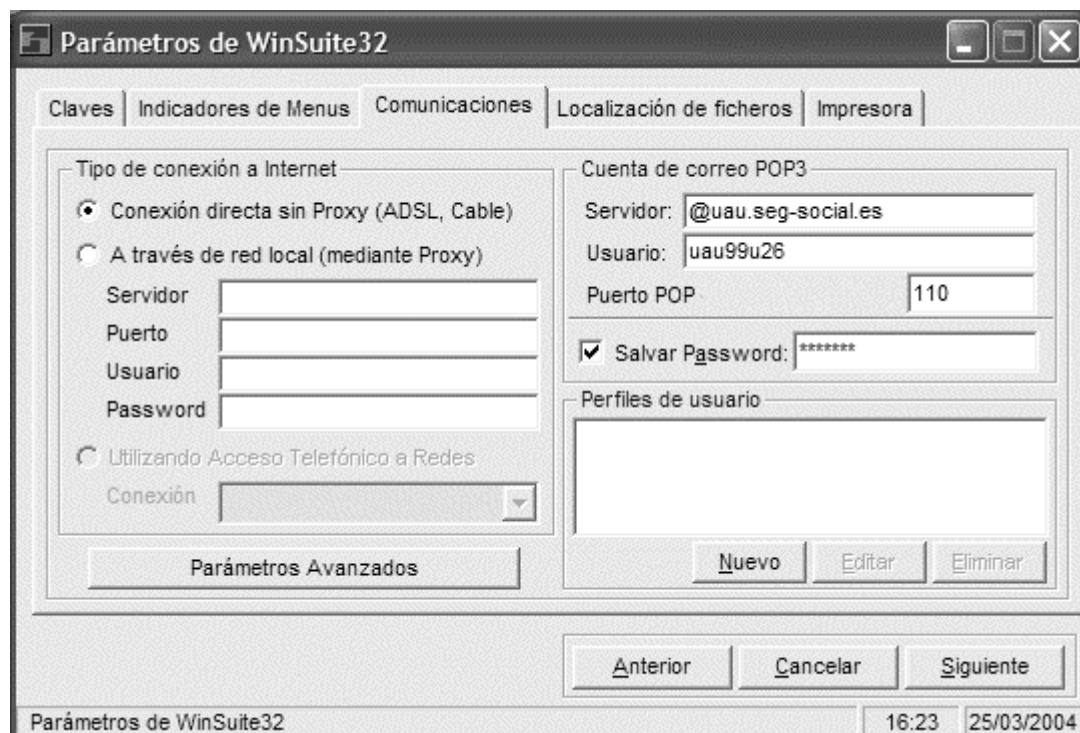 Parámetros de WinSuite32
Claves
Indicadores de Menus
Comunicaciones
Localización de ficheros
Impresora
Tipo de conexión a Internet
Conexión directa sin Proxy (ADSL, Cable)
A través de red local (mediante Proxy)
Servidor
Puerto
Usuario
Password
Utilizando Acceso Telefónico a Redes
Conexión
Parámetros Avanzados
Cuenta de correo POP3
Servidor: @uau.seg-social.es
Usuario: uau99u26
Puerto POP 110
Salvar Password: *******
Perfiles de usuario
Nuevo
Editar
Eliminar
Anterior
Cancelar
Siguiente
Parámetros de WinSuite32
16:23
25/03/2004